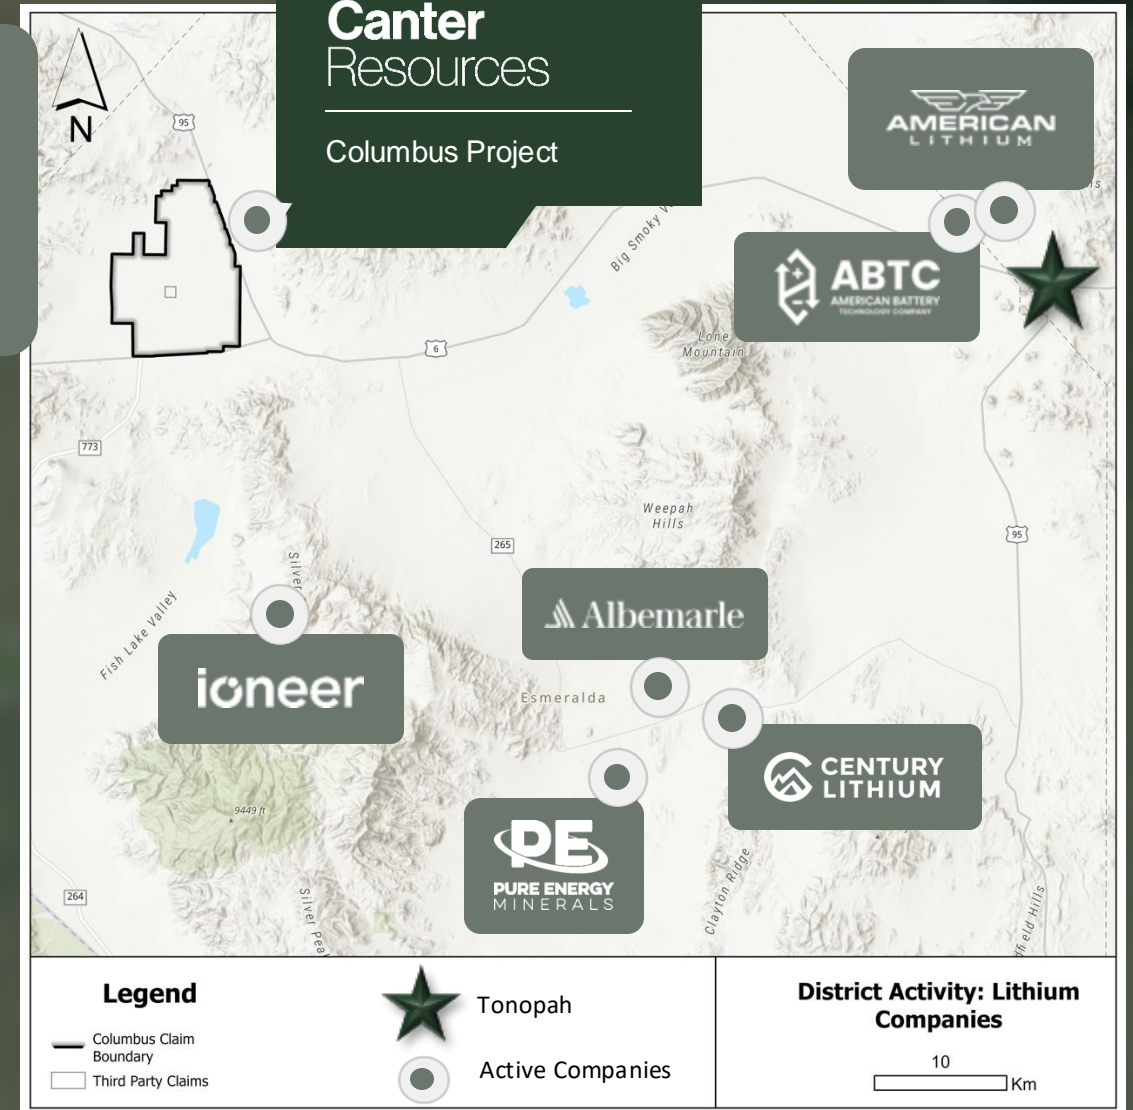 Canter
Resources
Columbus Project
N
95
AMERICAN
LITHIUM
ABTC
AMERICAN BATTERY
TECHNOLOGY COMPANY
Big Smoky
Lone
Mountain
6
773
Weepah
Hills
265
95
Silver
Fish Lake Valley
Albemarle
ioneer
Esmeralda
CENTURY
LITHIUM
PE
PURE ENERGY
MINERALS
9449 ft
264
Silver Peak
Clayton Ridge
Hills
Legend
Columbus Claim
Boundary
Third Party Claims
Tonopah
Active Companies
District Activity: Lithium
Companies
10
Km